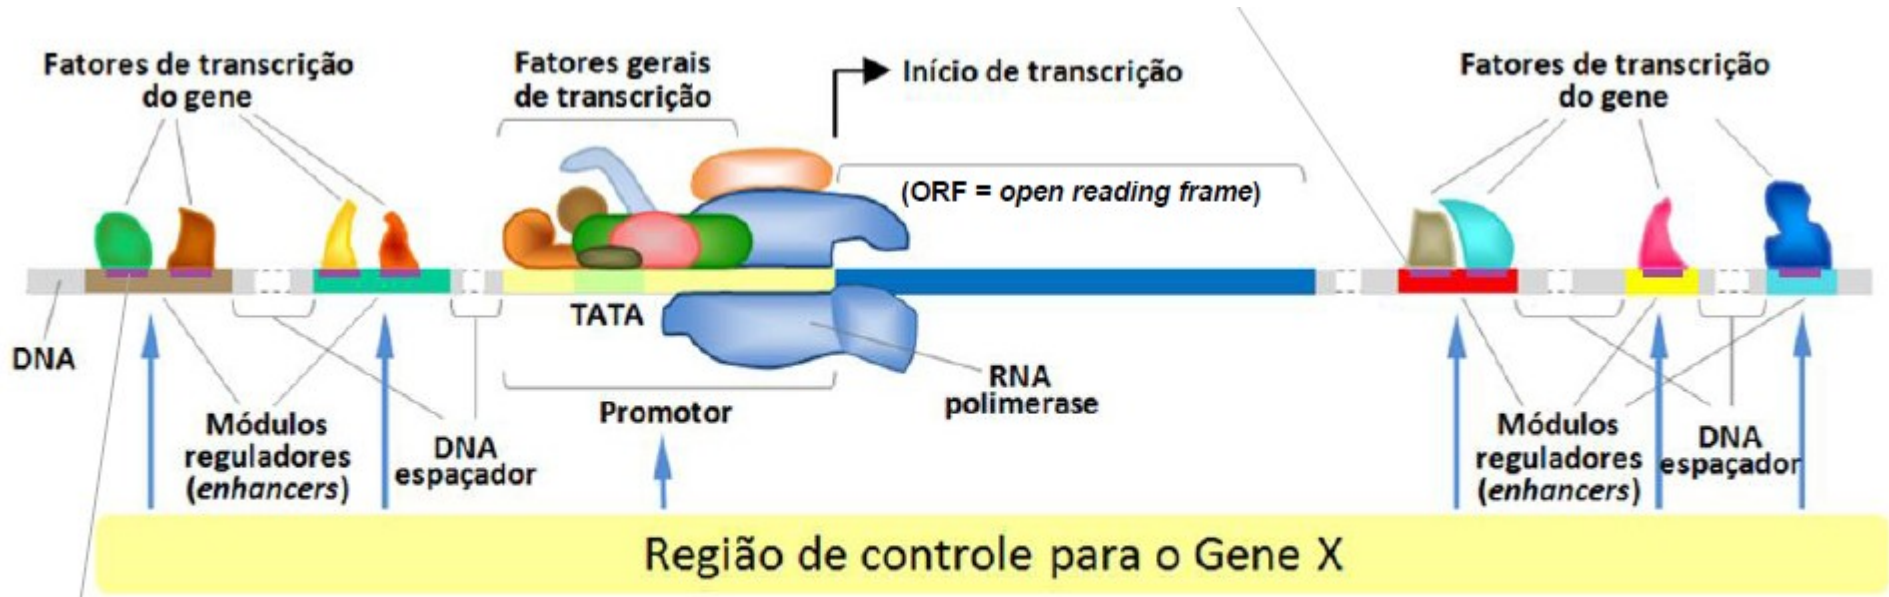 Fatores de transcrição
do gene
Fatores gerais
de transcrição
Início de transcrição
(ORF = open reading frame)
Fatores de transcrição
do gene
DNA
TATA
RNA
polimerase
Promotor
Módulos
reguladores
(enhancers)
DNA
espaçador
Módulos
reguladores
(enhancers)
DNA
espaçador
Região de controle para o Gene X